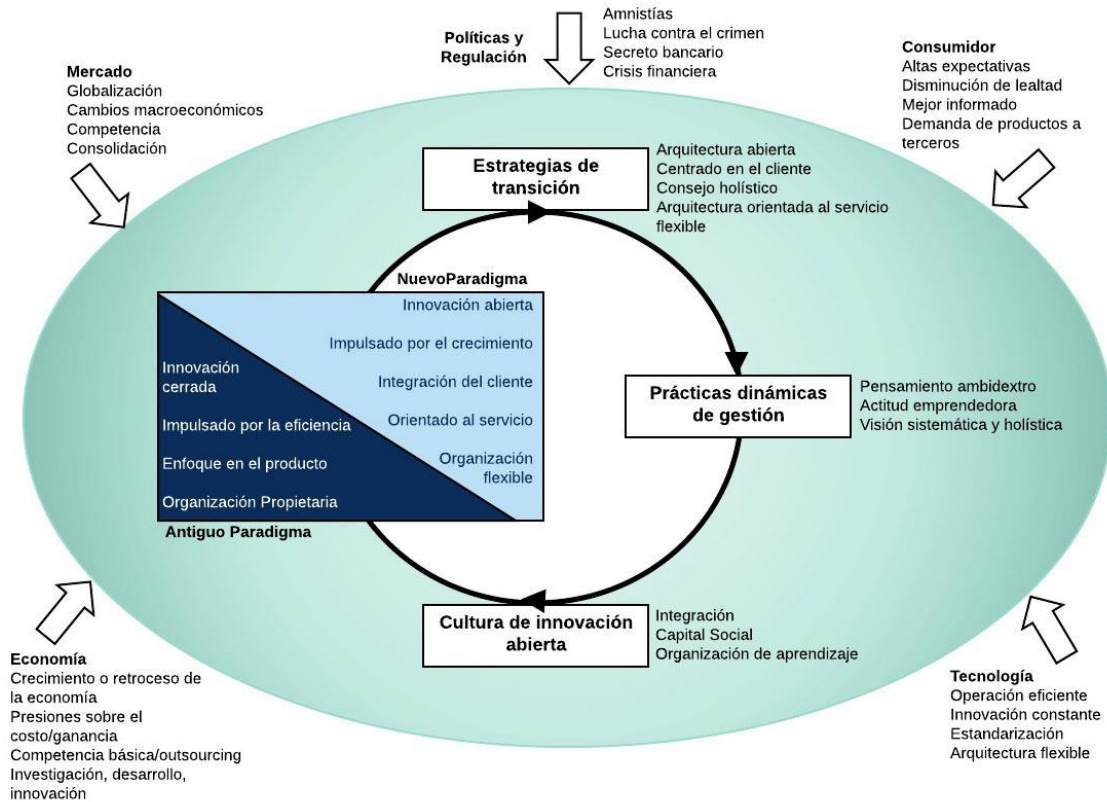 Políticas y
Regulación
Amnistías
Lucha contra el crimen
Secreto bancario
Crisis financiera
Mercado
Globalización
Cambios macroeconómicos
Competencia
Consolidación
Consumidor
Altas expectativas
Disminución de lealtad
Mejor informado
Demanda de productos a
terceros
Estrategias de
transición
Arquitectura abierta
Centrado en el cliente
Consejo holístico
Arquitectura orientada al servicio
flexible
NuevoParadigma
Innovación abierta
Impulsado por el crecimiento
Integración del cliente
Orientado al servicio
Organización
flexible
Innovación
cerrada
Impulsado por la eficiencia
Enfoque en el producto
Organización Propietaria
Antiguo Paradigma
Prácticas dinámicas
de gestión
Pensamiento ambidextro
Actitud emprendedora
Visión sistemática y holística
Cultura de innovación
abierta
Integración
Capital Social
Organización de aprendizaje
Economía
Crecimiento o retroceso de
la economía
Presiones sobre el
costo/ganancia
Competencia básica/outsourcing
Investigación, desarrollo,
innovación
Tecnología
Operación eficiente
Innovación constante
Estandarización
Arquitectura flexible